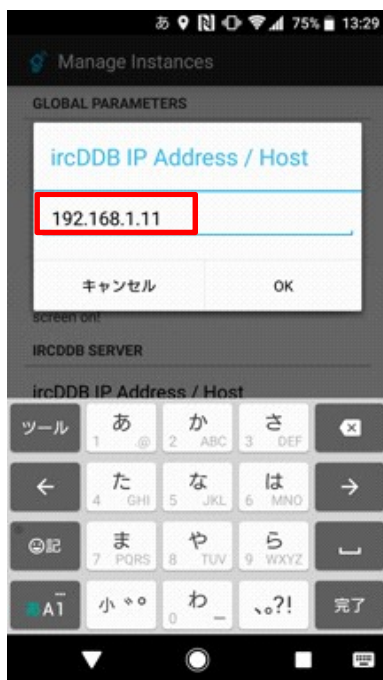 あ 75% 13:29
Manage Instances
GLOBAL PARAMETERS
ircDDB IP Address / Host
192.168.1.11
キャンセル OK
screen on!
IRCDDB SERVER
ircDDB IP Address / Host
ツール あ 1 @ か 2 ABC さ 3 DEF
た 4 GHI な 5 JKL は 6 MNO
記 ま 7 PQRS や 8 TUV ら 9 WXYZ
あA1 小 ゛゜ わ 0 _ 、。?! 完了